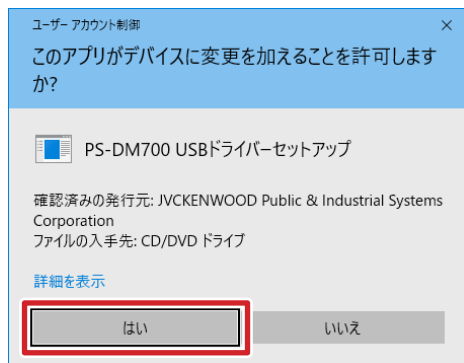 ユーザー アカウント制御
このアプリがデバイスに変更を加えることを許可します
か?
PS-DM700 USBドライバーセットアップ
確認済みの発行元: JVCKENWOOD Public & Industrial Systems
Corporation
ファイルの入手先: CD/DVD ドライブ
詳細を表示
はい
いいえ